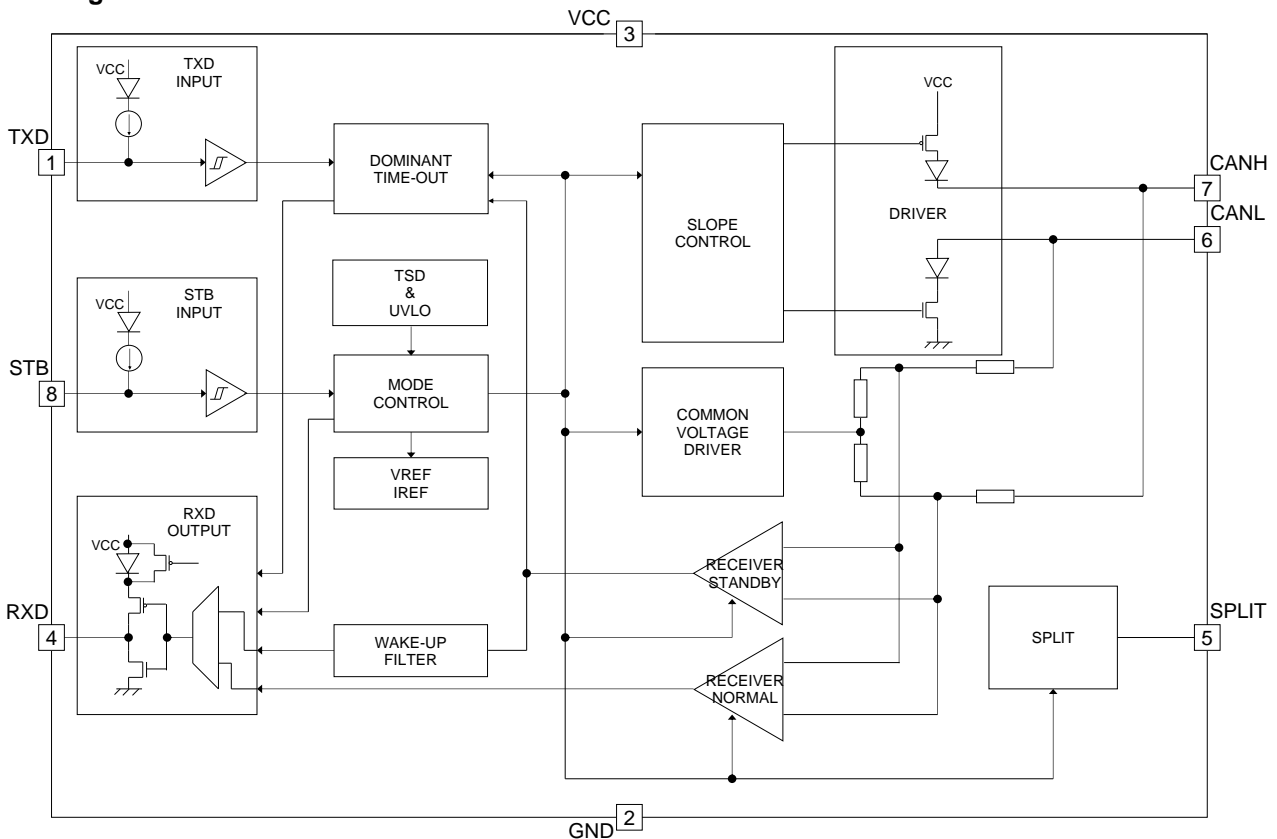 VCC
3
TXD
INPUT
VCC
TXD
1
DOMINANT
TIME-OUT
SLOPE
CONTROL
VCC
DRIVER
CANH
7
CANL
6
STB
INPUT
VCC
STB
8
TSD
&
UVLO
MODE
CONTROL
VREF
IREF
COMMON
VOLTAGE
DRIVER
RXD
OUTPUT
VCC
RXD
4
WAKE-UP
FILTER
RECEIVER
STANDBY
RECEIVER
NORMAL
SPLIT
SPLIT
5
2
GND